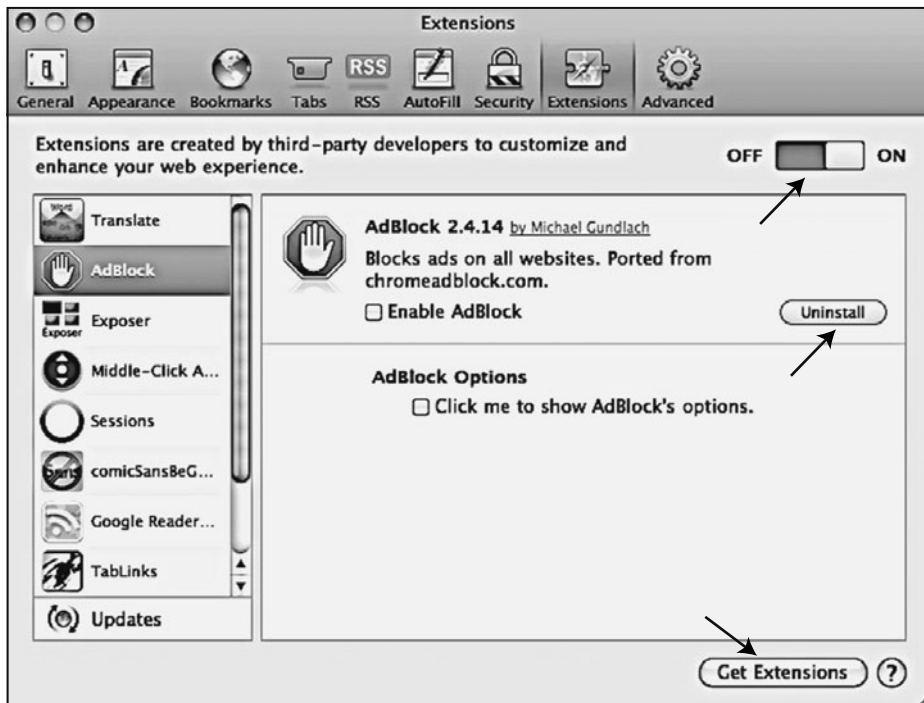 Extensions
RSS
General Appearance Bookmarks Tabs RSS AutoFill Security Extensions Advanced
Extensions are created by third-party developers to customize and
enhance your web experience.
OFF ON
Translate
AdBlock
Exposer
Exposer
Middle-Click A...
Sessions
comicSansBeG...
Google Reader...
TabLinks
Updates
AdBlock 2.4.14 by Michael Gundlach
Blocks ads on all websites. Ported from
chromeadblock.com.
Enable AdBlock
Uninstall
AdBlock Options
Click me to show AdBlock's options.
Get Extensions ?